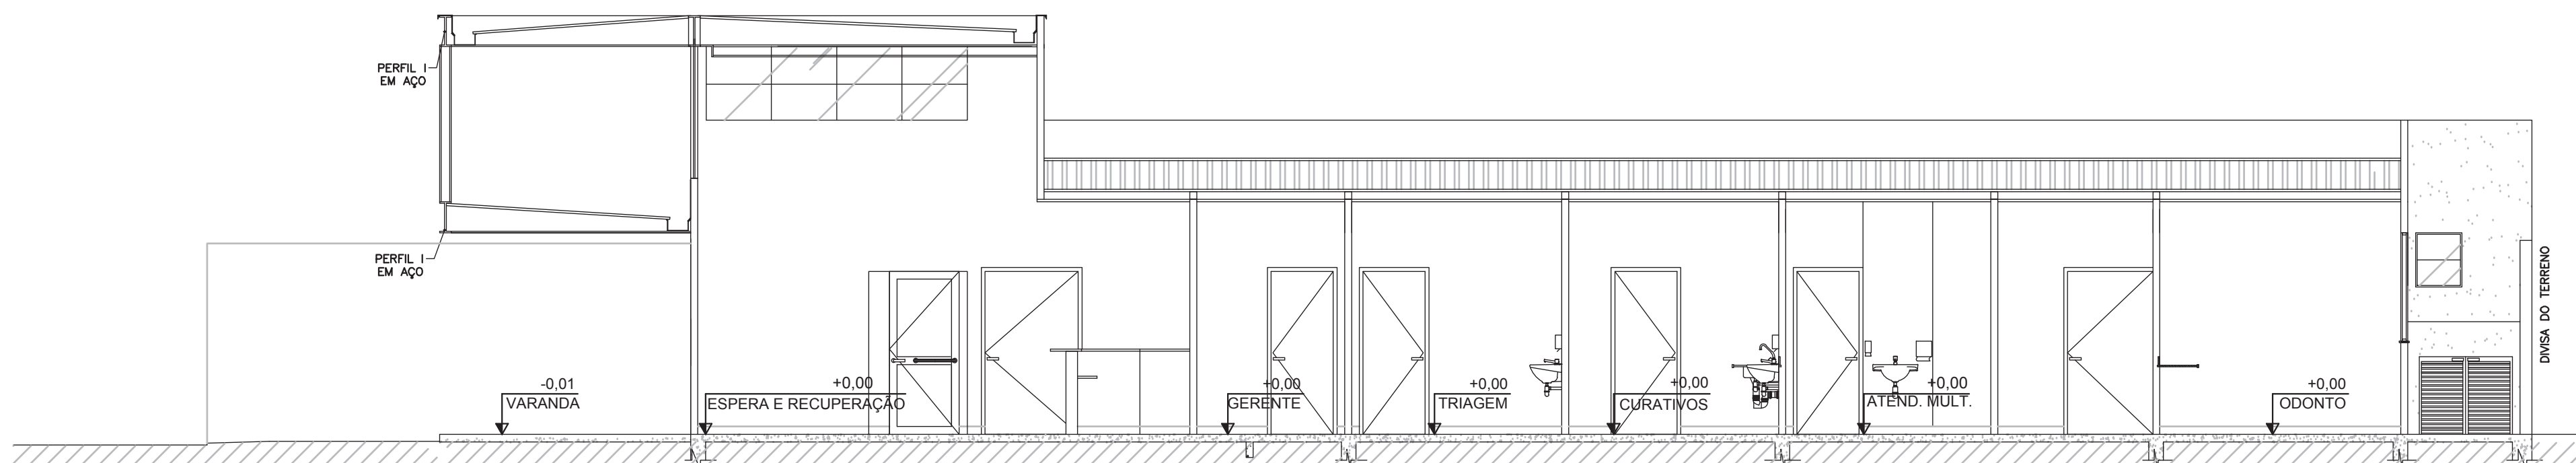 PERFIL I
EM AÇO
PERFIL I
EM AÇO
DIVISA DO TERRENO
-0,01
VARANDA
+0,00
ESPERA E RECUPERAÇÃO
+0,00
GERENTE
+0,00
TRIAGEM
+0,00
CURATIVOS
+0,00
ATEND. MULT.
+0,00
ODONTO